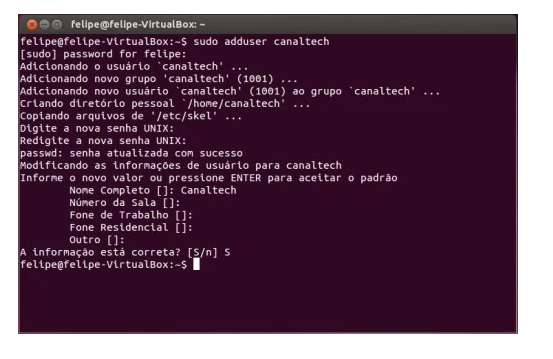 felipe@felipe-VirtualBox: ~
felipe@felipe-VirtualBox:~$ sudo adduser canaltech
[sudo] password for felipe:
Adicionando o usuário `canaltech' ...
Adicionando novo grupo 'canaltech' (1001) ...
Adicionando novo usuário `canaltech' (1001) ao grupo `canaltech' ...
Criando diretório pessoal `/home/canaltech' ...
Copiando arquivos de '/etc/skel' ...
Digite a nova senha UNIX:
Redigite a nova senha UNIX:
passwd: senha atualizada com sucesso
Modificando as informações de usuário para canaltech
Informe o novo valor ou pressione ENTER para aceitar o padrão
Nome Completo []: Canaltech
Número da Sala []:
Fone de Trabalho []:
Fone Residencial []:
Outro []:
A informação está correta? [S/n] S
felipe@felipe-VirtualBox:~$